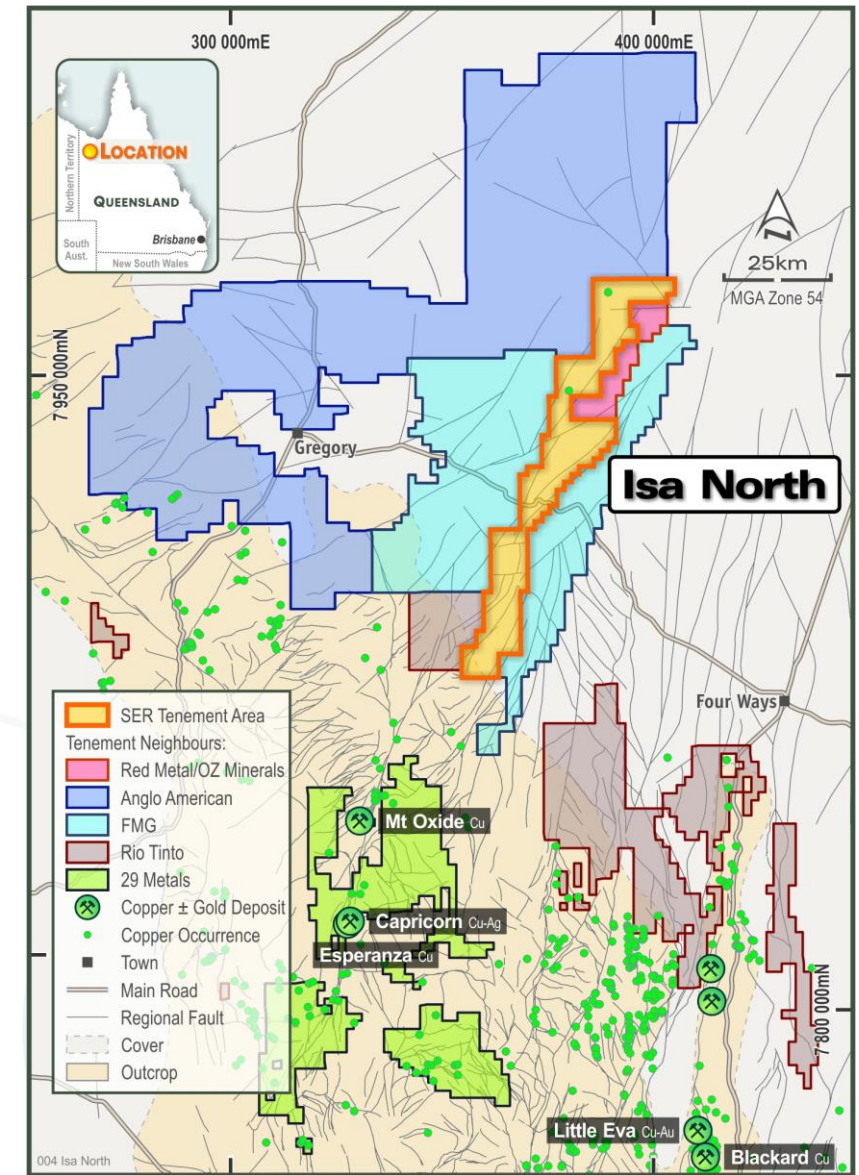 300 000mE
400 000mE
Northern Territory
LOCATION
QUEENSLAND
Brisbane
South
Aust.
New South Wales
N
25km
MGA Zone 54
7 950 000mN
Gregory
Isa North
Four Ways
SER Tenement Area
Tenement Neighbours:
Red Metal/OZ Minerals
Anglo American
FMG
Rio Tinto
29 Metals
Copper ± Gold Deposit
Copper Occurrence
Town
Main Road
Regional Fault
Cover
Outcrop
Mt Oxide Cu
Capricorn Cu-Ag
Esperanza Cu
7 800 000mN
Little Eva Cu-Au
Blackard Cu
004 Isa North